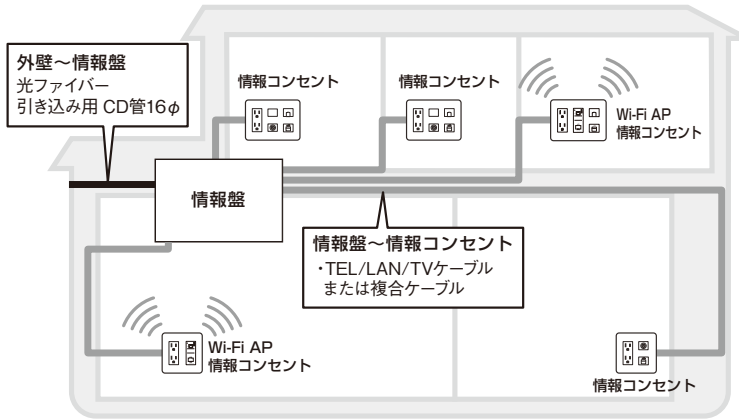 外壁～情報盤
光ファイバー
引き込み用 CD管16φ
情報コンセント
情報コンセント
Wi-Fi AP
情報コンセント
情報盤
情報盤～情報コンセント
・TEL/LAN/TVケーブル
または複合ケーブル
Wi-Fi AP
情報コンセント
情報コンセント